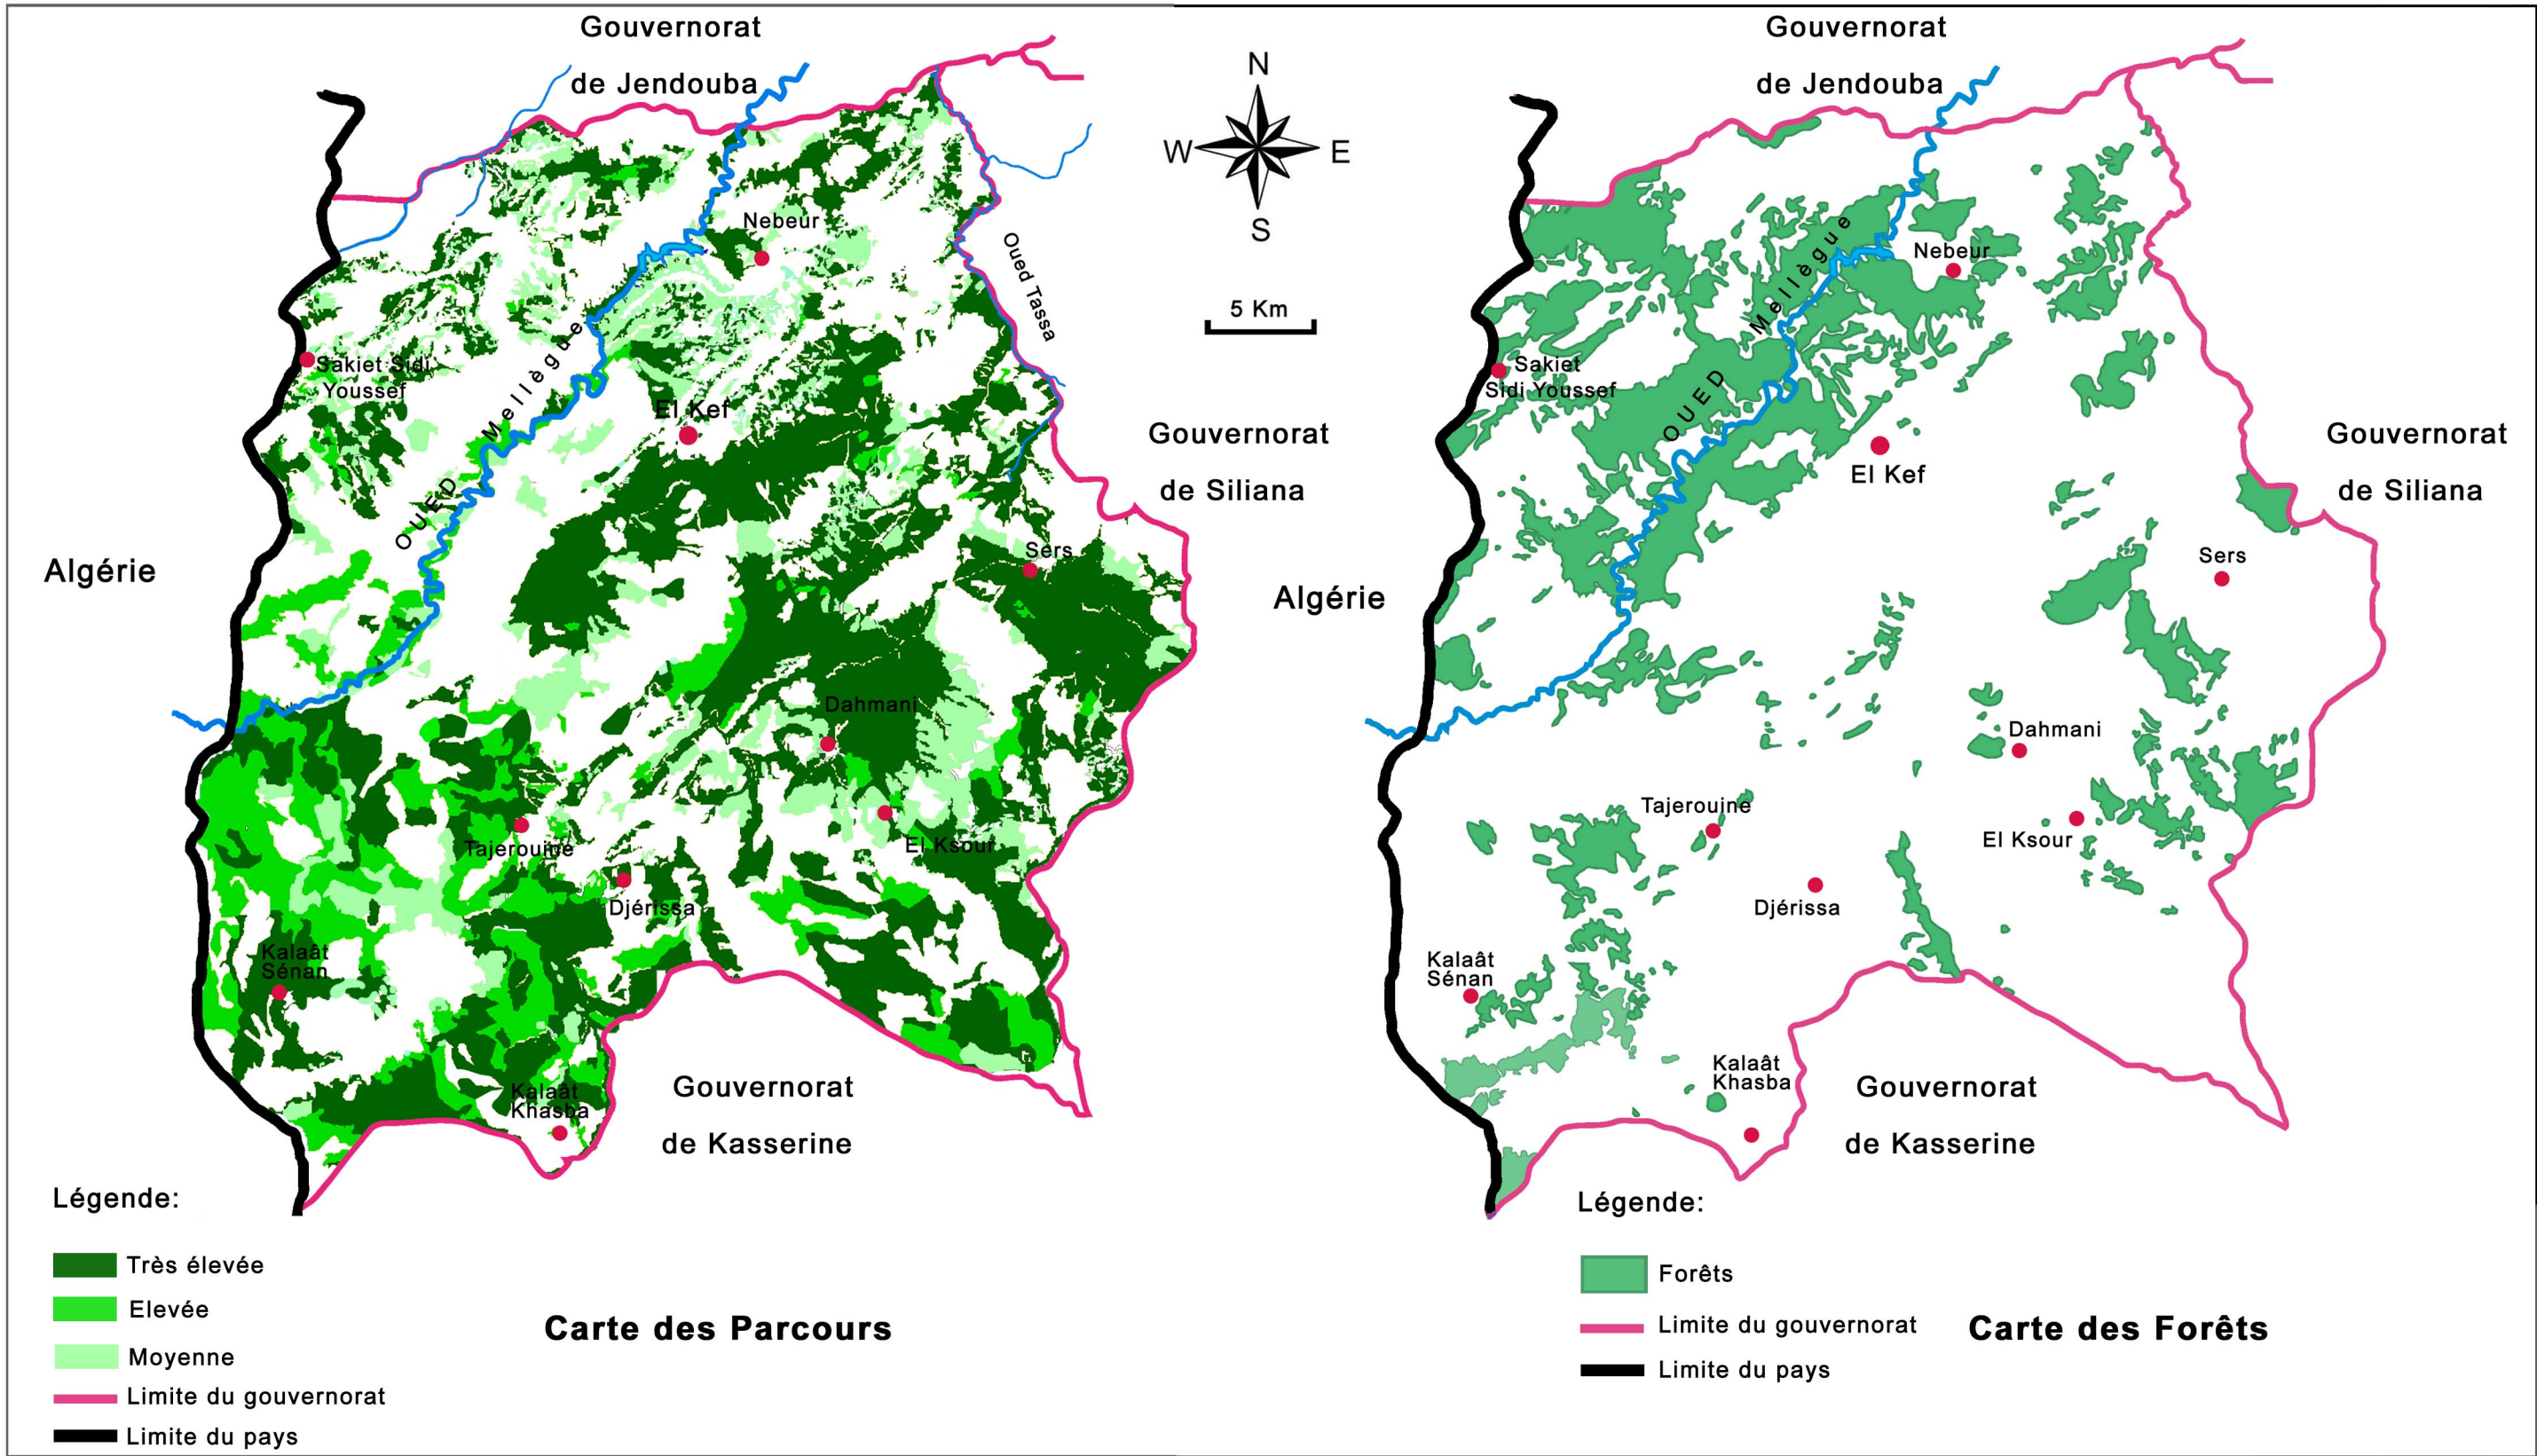 Gouvernorat
de Jendouba
Nebeur
Oued Tassa
Sakiet Sidi
Youssef
OUED Mellègue
El Kef
Gouvernorat
de Siliana
Algérie
Sers
Dahmani
Tajerouine
El Ksour
Djérissa
Kalaât
Sénan
Kalaât
Khasba
Gouvernorat
de Kasserine
Légende:
Très élevée
Elevée
Moyenne
Limite du gouvernorat
Limite du pays
Carte des Parcours
N
W
E
S
5 Km
Gouvernorat
de Jendouba
Nebeur
Sakiet
Sidi Youssef
OUED Mellègue
El Kef
Gouvernorat
de Siliana
Algérie
Sers
Dahmani
Tajerouine
El Ksour
Djérissa
Kalaât
Sénan
Kalaât
Khasba
Gouvernorat
de Kasserine
Légende:
Forêts
Limite du gouvernorat
Limite du pays
Carte des Forêts